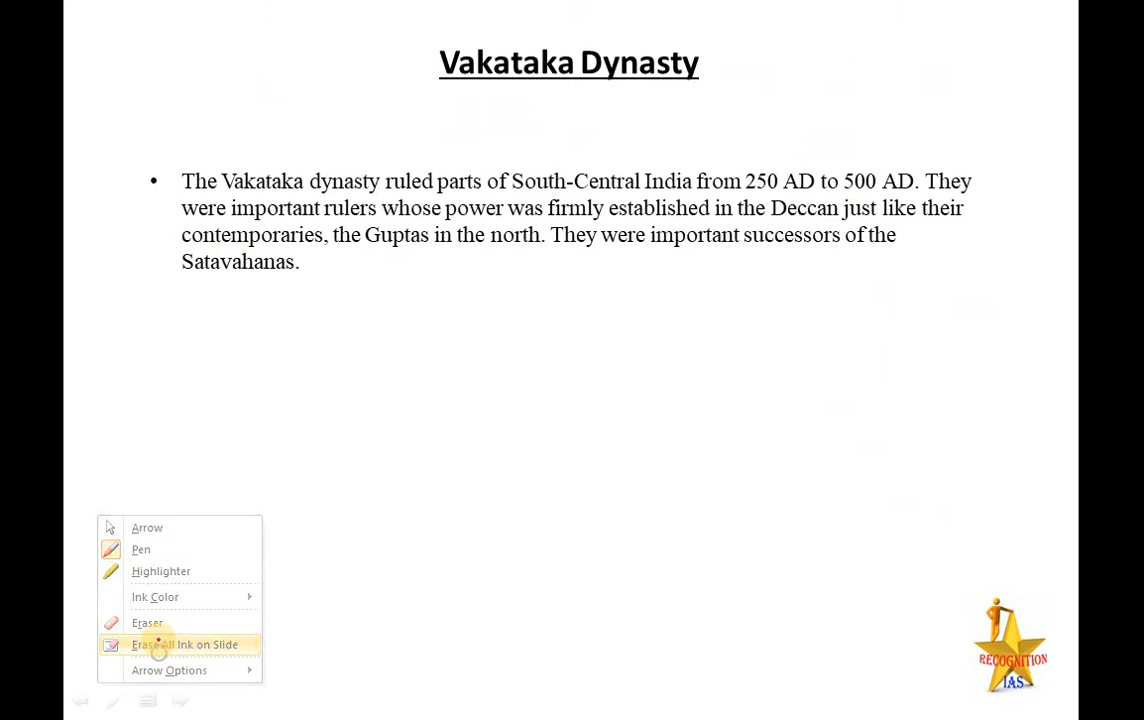 Vakataka Dynasty
• The Vakataka dynasty ruled parts of South-Central India from 250 AD to 500 AD. They
were important rulers whose power was firmly established in the Deccan just like their
contemporaries, the Guptas in the north. They were important successors of the
Satavahanas.
Arrow
Pen
Highlighter
Ink Color
Eraser
Erase All Ink on Slide
Arrow Options
RECOGNITION
IAS